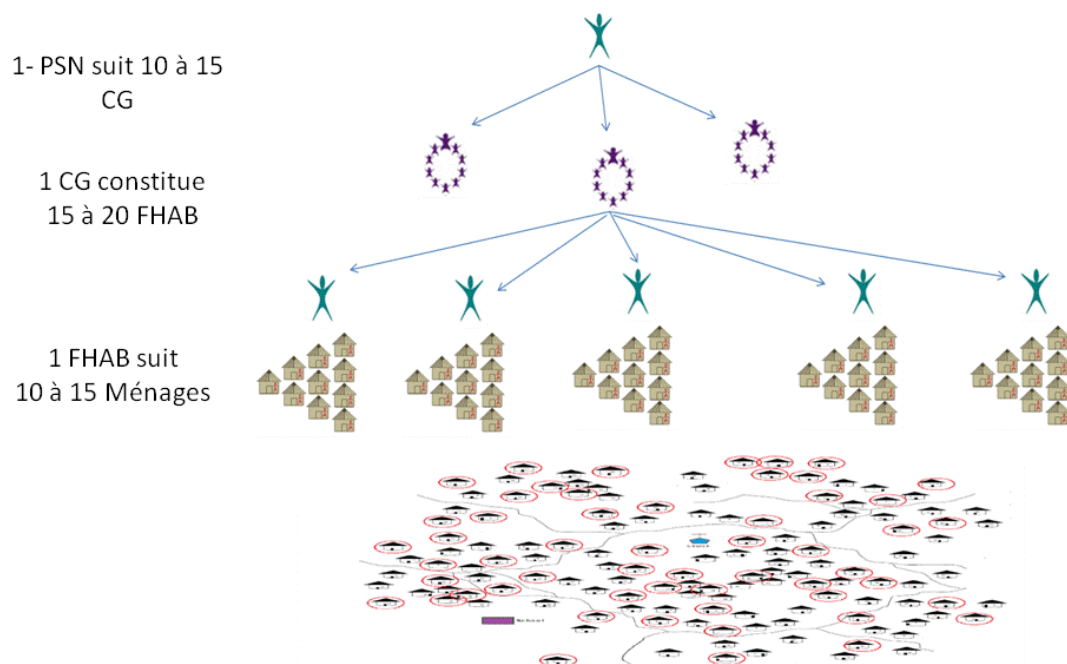 1- PSN suit 10 à 15
CG
1 CG constitue
15 à 20 FHAB
1 FHAB suit
10 à 15 Ménages